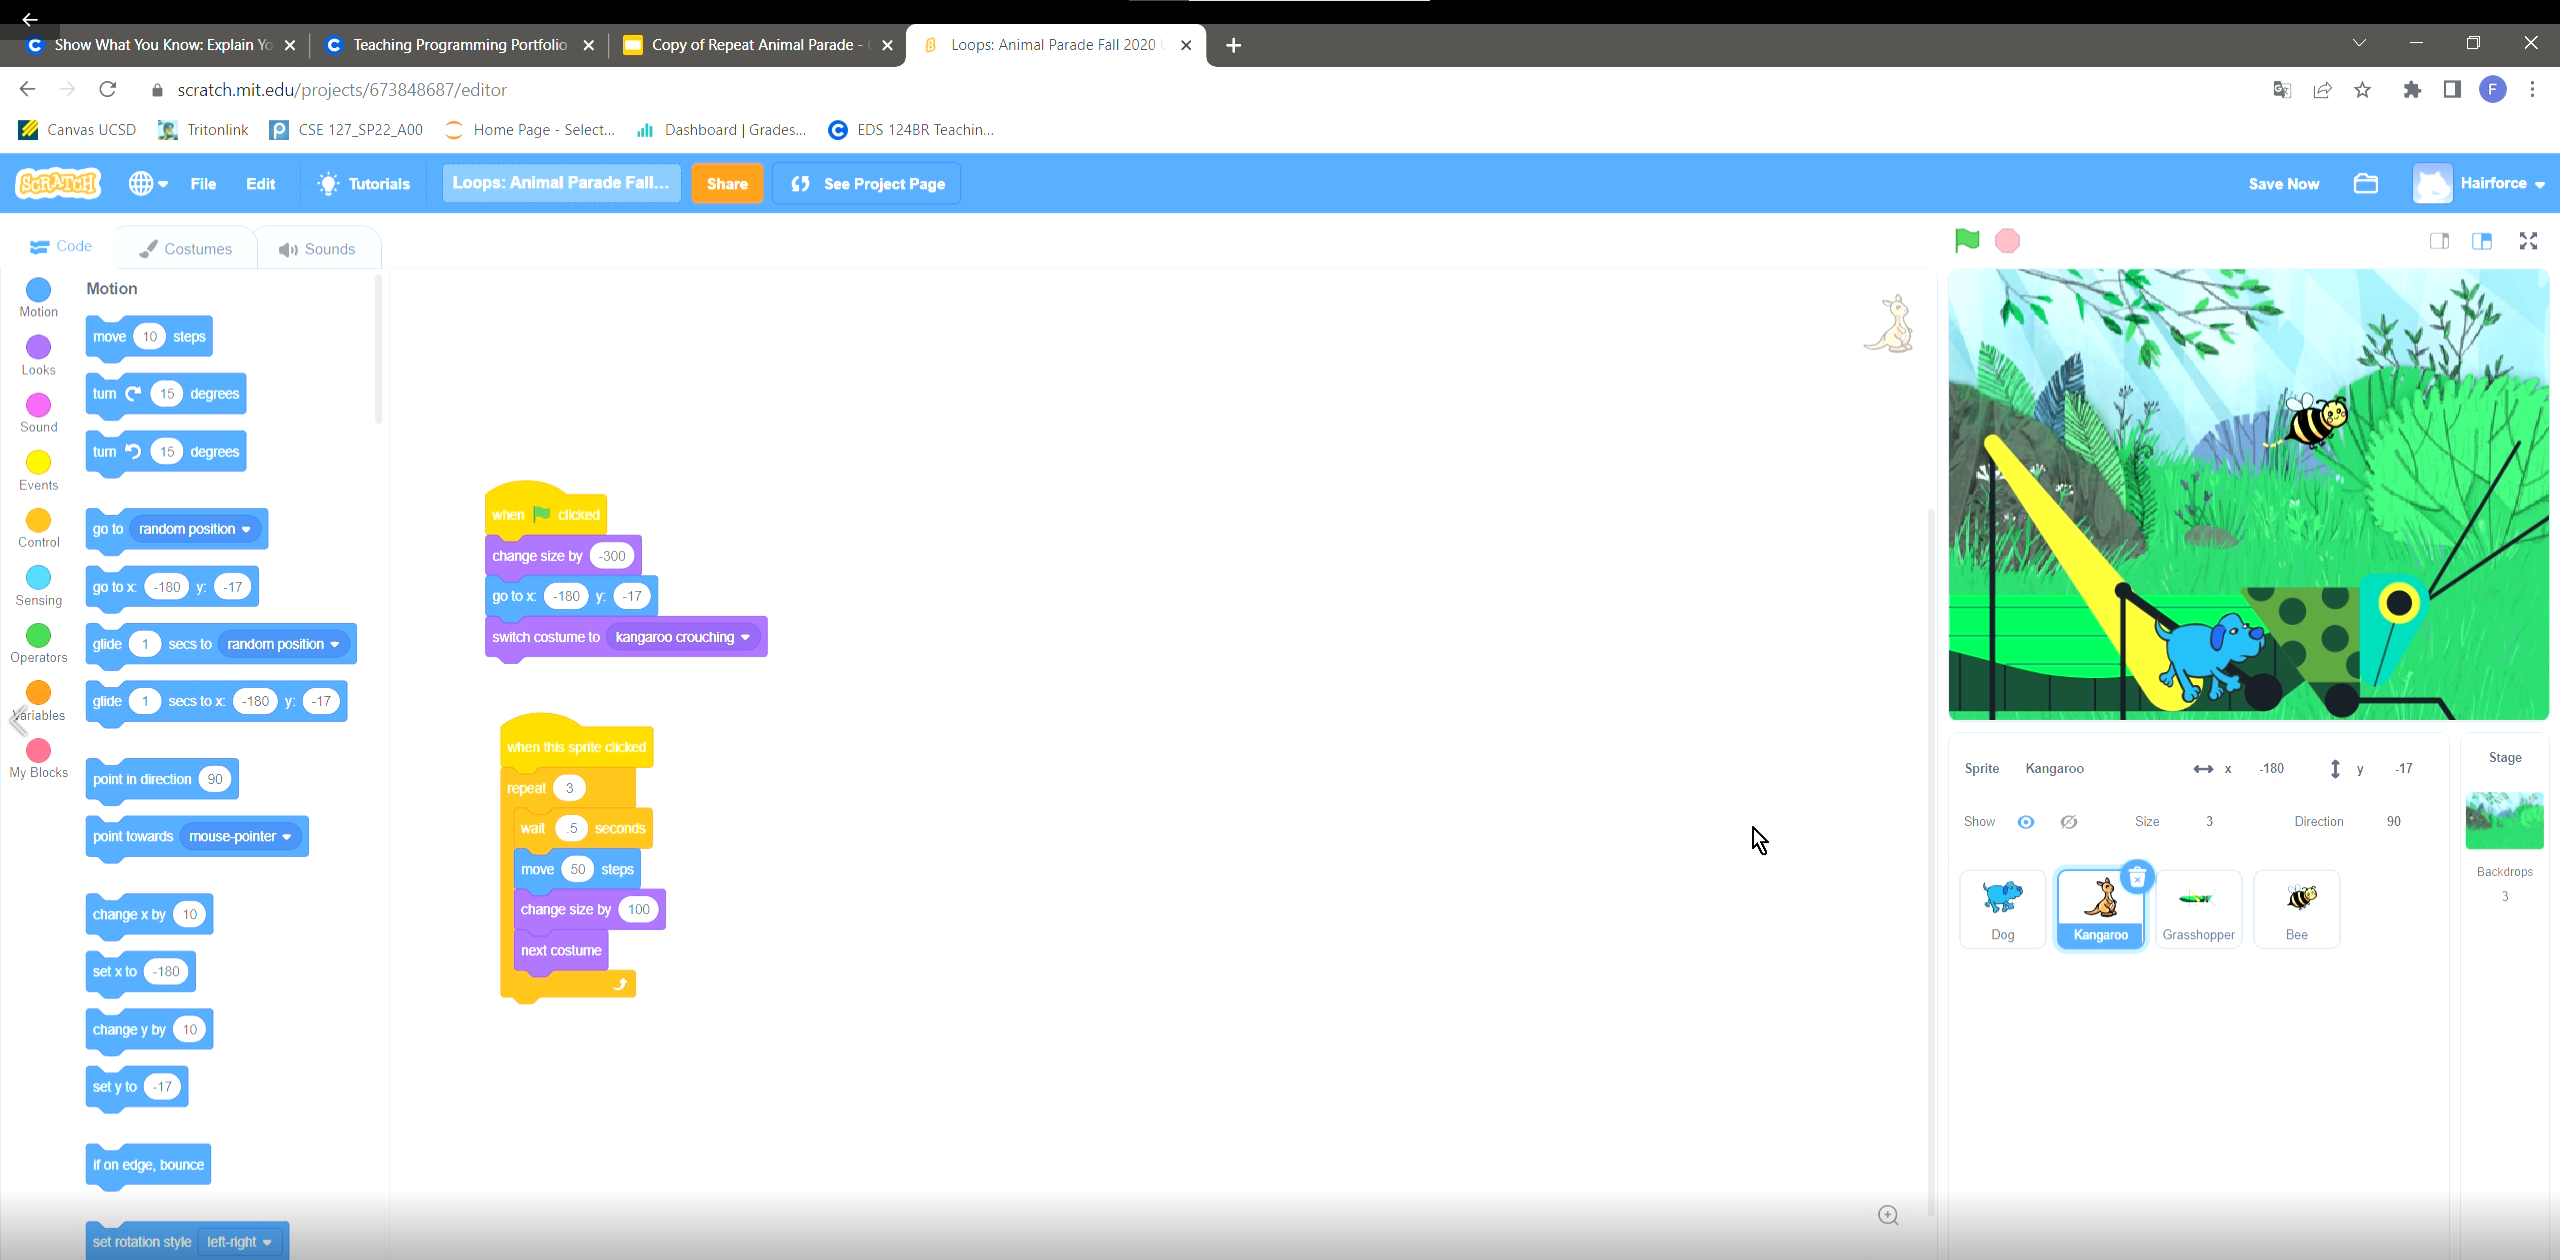 Show What You Know: Explain Yo
Teaching Programming Portfolio
Copy of Repeat Animal Parade -
Loops: Animal Parade Fall 2020
scratch.mit.edu/projects/673848687/editor
F
Canvas UCSD
Tritonlink
CSE 127_SP22_A00
Home Page - Select...
Dashboard | Grades...
EDS 124BR Teachin...
SCRATCH
File
Edit
Tutorials
Loops: Animal Parade Fall...
Share
See Project Page
Save Now
Hairforce
Code
Costumes
Sounds
Motion
Looks
Sound
Events
Control
Sensing
Operators
Variables
My Blocks
Motion
move 10 steps
turn 15 degrees
turn 15 degrees
go to random position
go to x: -180 y: -17
glide 1 secs to random position
glide 1 secs to x: -180 y: -17
point in direction 90
point towards mouse-pointer
change x by 10
set x to -180
change y by 10
set y to -17
if on edge, bounce
set rotation style left-right
when clicked
change size by -300
go to x: -180 y: -17
switch costume to kangaroo crouching
when this sprite clicked
repeat 3
wait .5 seconds
move 50 steps
change size by 100
next costume
Sprite Kangaroo x -180 y -17
Show Size 3 Direction 90
Dog
Kangaroo
Grasshopper
Bee
Stage
Backdrops
3